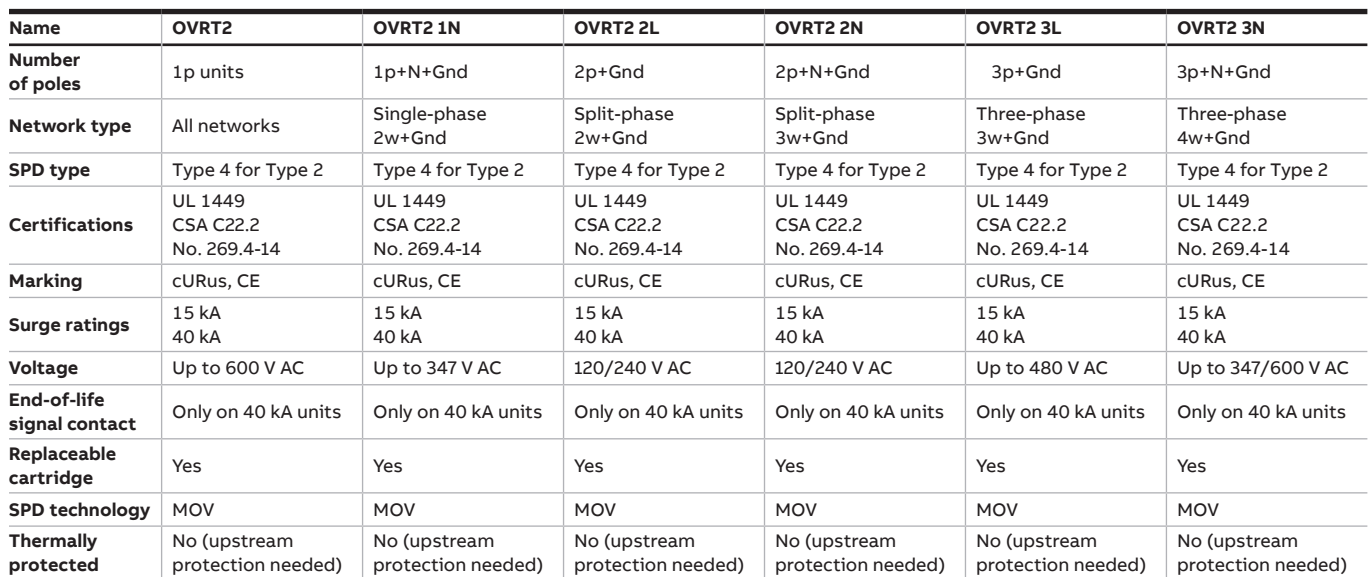 Name OVRT2 OVRT2 1N OVRT2 2L OVRT2 2N OVRT2 3L OVRT2 3N
Number
of poles 1p units 1p+N+Gnd 2p+Gnd 2p+N+Gnd 3p+Gnd 3p+N+Gnd
Network type All networks Single-phase Split-phase Split-phase Three-phase Three-phase
2w+Gnd 2w+Gnd 3w+Gnd 3w+Gnd 4w+Gnd
SPD type Type 4 for Type 2 Type 4 for Type 2 Type 4 for Type 2 Type 4 for Type 2 Type 4 for Type 2 Type 4 for Type 2
UL 1449 UL 1449 UL 1449 UL 1449 UL 1449 UL 1449
Certifications CSA C22.2 CSA C22.2 CSA C22.2 CSA C22.2 CSA C22.2 CSA C22.2
No. 269.4-14 No. 269.4-14 No. 269.4-14 No. 269.4-14 No. 269.4-14 No. 269.4-14
Marking cURus, CE cURus, CE cURus, CE cURus, CE cURus, CE cURus, CE
Surge ratings 15 kA 15 kA 15 kA 15 kA 15 kA 15 kA
40 kA 40 kA 40 kA 40 kA 40 kA 40 kA
Voltage Up to 600 V AC Up to 347 V AC 120/240 V AC 120/240 V AC Up to 480 V AC Up to 347/600 V AC
End-of-life
signal contact Only on 40 kA units Only on 40 kA units Only on 40 kA units Only on 40 kA units Only on 40 kA units Only on 40 kA units
Replaceable
cartridge Yes Yes Yes Yes Yes Yes
SPD technology MOV MOV MOV MOV MOV MOV
Thermally No (upstream No (upstream No (upstream No (upstream No (upstream No (upstream
protected protection needed) protection needed) protection needed) protection needed) protection needed) protection needed)